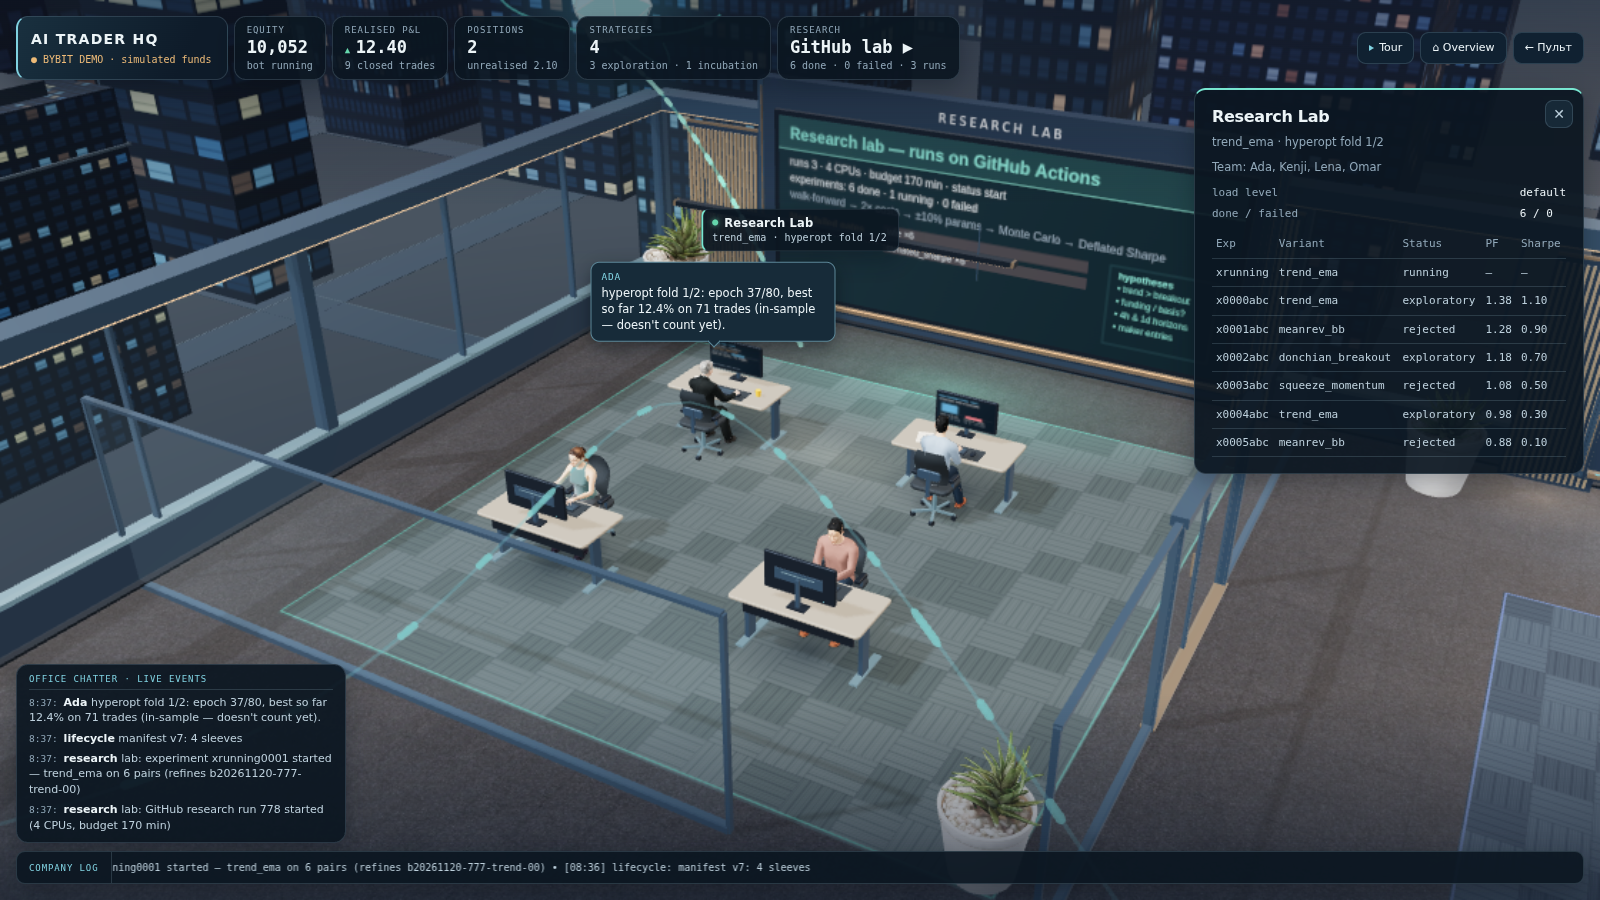 AI TRADER HQ
● BYBIT DEMO · simulated funds
EQUITY
10,052
bot running
REALISED P&L
▲ 12.40
9 closed trades
POSITIONS
2
unrealised 2.10
STRATEGIES
4
3 exploration · 1 incubation
RESEARCH
GitHub lab ▶
6 done · 0 failed · 3 runs
▸ Tour
⌂ Overview
← Пульт
RESEARCH LAB
Research lab — runs on GitHub Actions
runs 3 · 4 CPUs · budget 170 min · status start
experiments: 6 done · 1 running · 0 failed
walk-forward → 2x → ±10% params → Monte Carlo → Deflated Sharpe
hypotheses
• trend > breakout
• funding / basis?
• 4h & 1d horizons
• maker entries
Research Lab
trend_ema · hyperopt fold 1/2
ADA
hyperopt fold 1/2: epoch 37/80, best
so far 12.4% on 71 trades (in-sample
— doesn't count yet).
Research Lab
✕
trend_ema · hyperopt fold 1/2
Team: Ada, Kenji, Lena, Omar
load level default
done / failed 6 / 0
Exp Variant Status PF Sharpe
xrunning trend_ema running — —
x0000abc trend_ema exploratory 1.38 1.10
x0001abc meanrev_bb rejected 1.28 0.90
x0002abc donchian_breakout exploratory 1.18 0.70
x0003abc squeeze_momentum rejected 1.08 0.50
x0004abc trend_ema exploratory 0.98 0.30
x0005abc meanrev_bb rejected 0.88 0.10
OFFICE CHATTER · LIVE EVENTS
8:37: Ada hyperopt fold 1/2: epoch 37/80, best so far
12.4% on 71 trades (in-sample — doesn't count yet).
8:37: lifecycle manifest v7: 4 sleeves
8:37: research lab: experiment xrunning0001 started
— trend_ema on 6 pairs (refines b20261120-777-
trend-00)
8:37: research lab: GitHub research run 778 started
(4 CPUs, budget 170 min)
COMPANY LOG
ning0001 started — trend_ema on 6 pairs (refines b20261120-777-trend-00) • [08:36] lifecycle: manifest v7: 4 sleeves